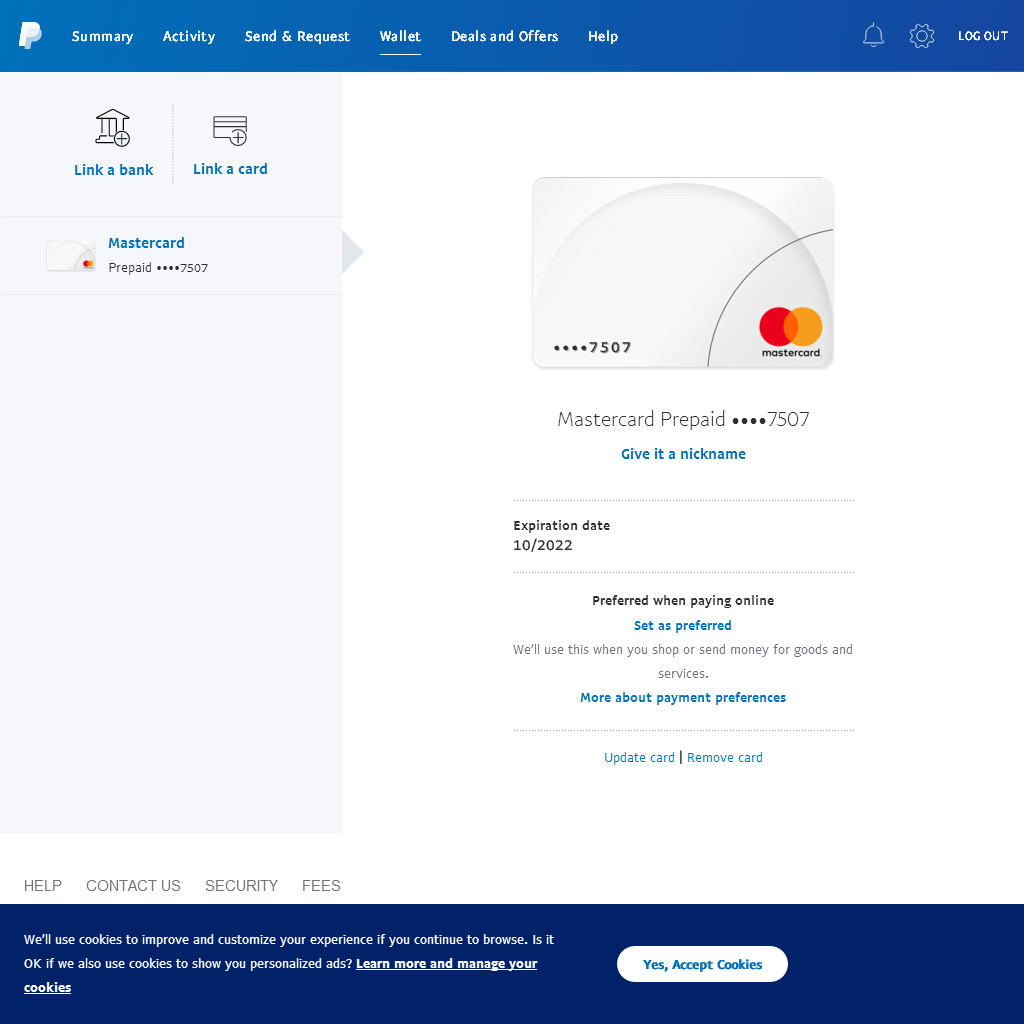 Summary Activity Send & Request Wallet Deals and Offers Help LOG OUT
Link a bank
Link a card
Mastercard
Prepaid ••••7507
••••7507
mastercard.
Mastercard Prepaid ••••7507
Give it a nickname
Expiration date
10/2022
Preferred when paying online
Set as preferred
We'll use this when you shop or send money for goods and
services.
More about payment preferences
Update card | Remove card
HELP CONTACT US SECURITY FEES
We'll use cookies to improve and customize your experience if you continue to browse. Is it
OK if we also use cookies to show you personalized ads? Learn more and manage your
cookies
Yes, Accept Cookies